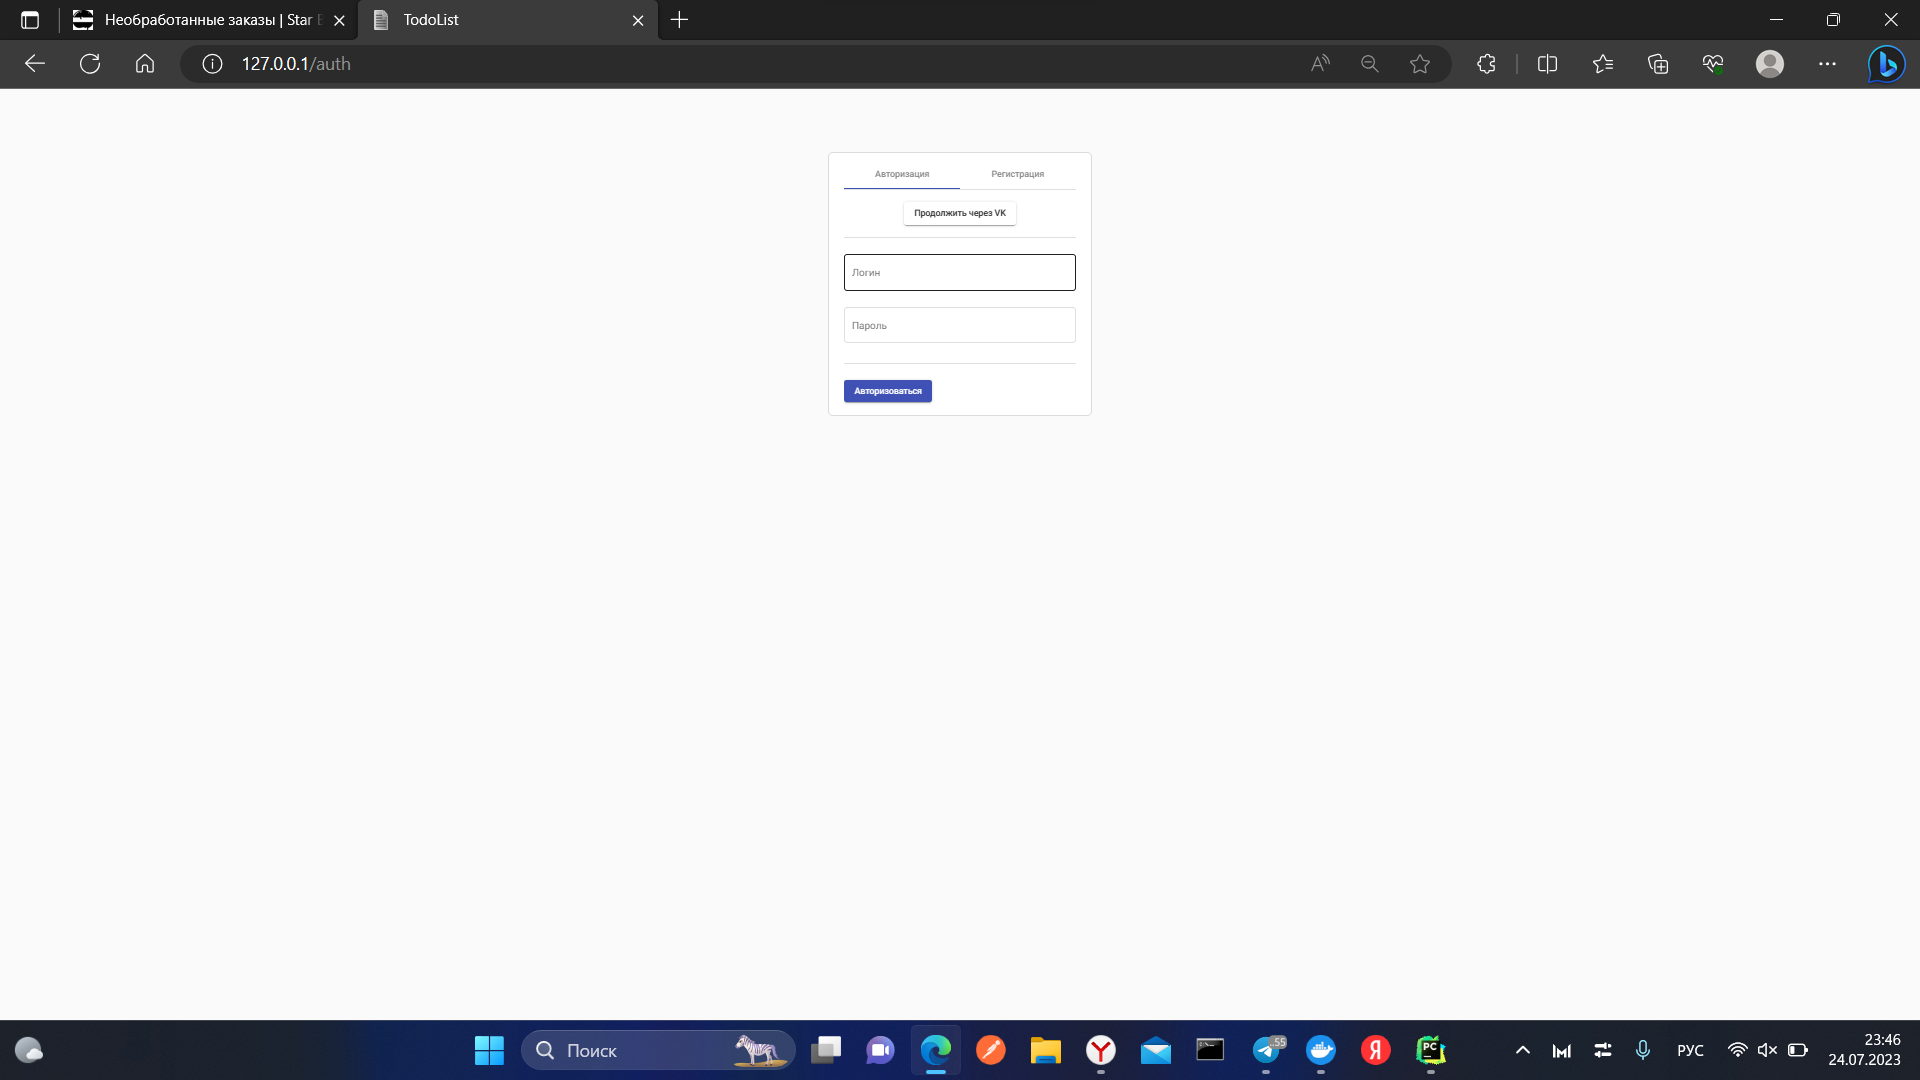 Необработанные заказы | Star
TodoList
127.0.0.1/auth
Авторизация
Регистрация
Продолжить через VK
Логин
Пароль
Авторизоваться
Поиск
55
PC
РУС
23:46
24.07.2023